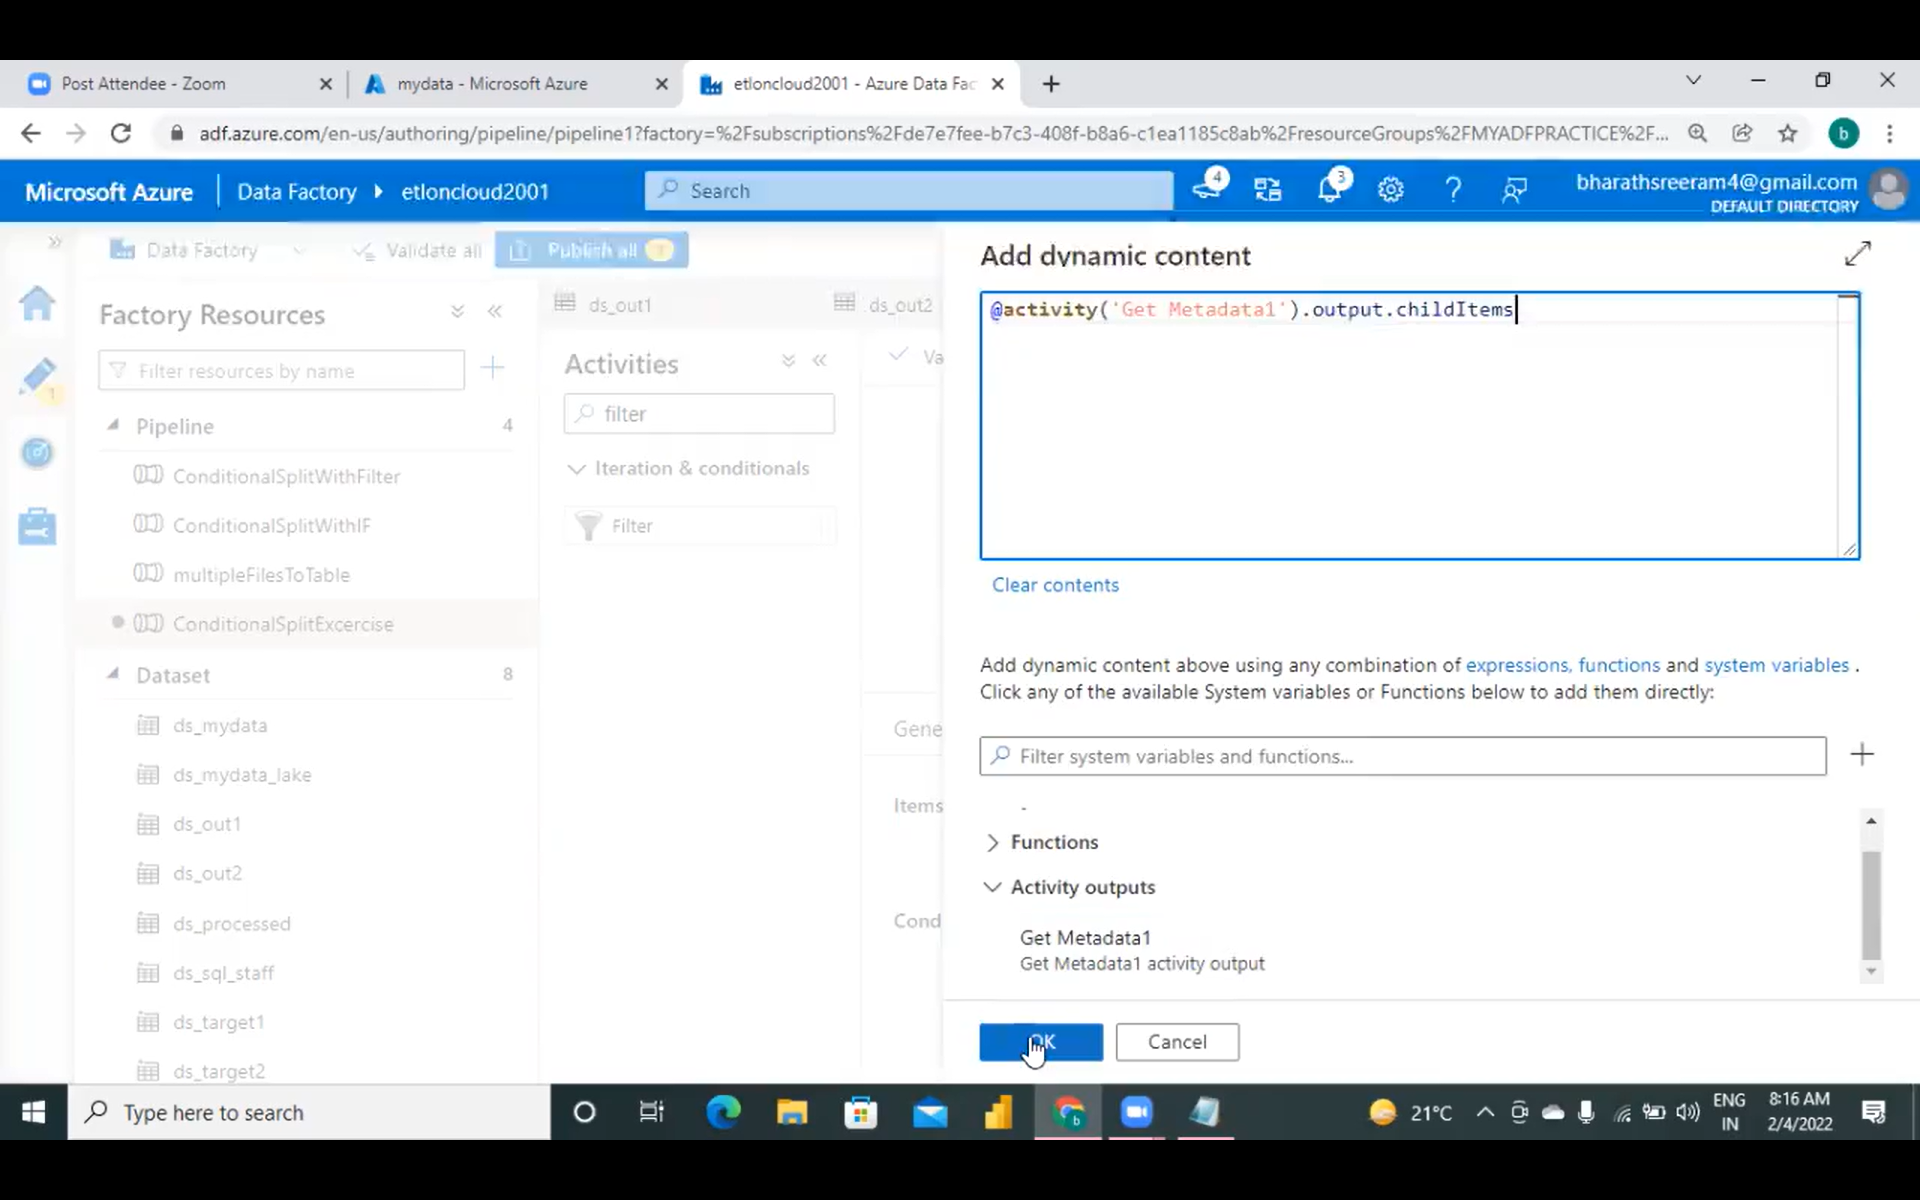 Post Attendee - Zoom
mydata - Microsoft Azure
etloncloud2001 - Azure Data Fac
adf.azure.com/en-us/authoring/pipeline/pipeline1?factory=%2Fsubscriptions%2Fde7e7fee-b7c3-408f-b8a6-c1ea1185c8ab%2FresourceGroups%2FMYADFPRACTICE%2F...
b
Microsoft Azure
Data Factory
etloncloud2001
Search
4
3
bharathsreeram4@gmail.com
DEFAULT DIRECTORY
Data Factory
Validate all
Publish all
1
Factory Resources
Filter resources by name
Pipeline 4
ConditionalSplitWithFilter
ConditionalSplitWithIF
multipleFilesToTable
ConditionalSplitExcercise
Dataset 8
ds_mydata
ds_mydata_lake
ds_out1
ds_out2
ds_processed
ds_sql_staff
ds_target1
ds_target2
ds_out1
ds_out2
Activities
filter
Iteration & conditionals
Filter
Va
Gene
Items
Cond
Add dynamic content
@activity('Get Metadata1').output.childItems
Clear contents
Add dynamic content above using any combination of expressions, functions and system variables .
Click any of the available System variables or Functions below to add them directly:
Filter system variables and functions...
Functions
Activity outputs
Get Metadata1
Get Metadata1 activity output
OK
Cancel
Type here to search
21°C
ENG
IN
8:16 AM
2/4/2022